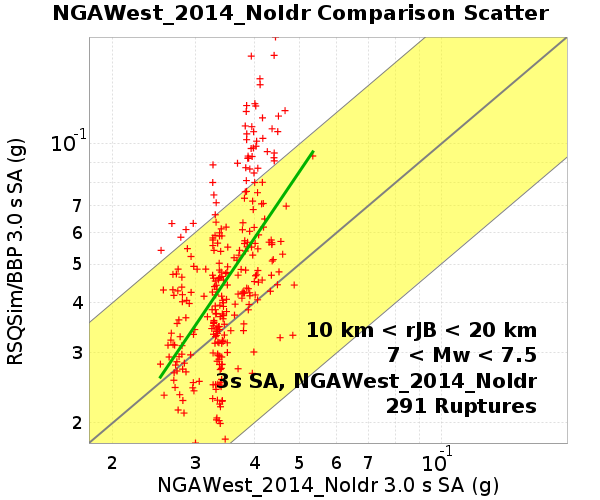 NGAWest_2014_NoIdr Comparison Scatter
RSQSim/BBP 3.0 s SA (g)
10-1
7
6
5
4
3
2
10 km < rJB < 20 km
7 < Mw < 7.5
3s SA, NGAWest_2014_NoIdr
291 Ruptures
2 3 4 5 6 7 10-1
NGAWest_2014_NoIdr 3.0 s SA (g)